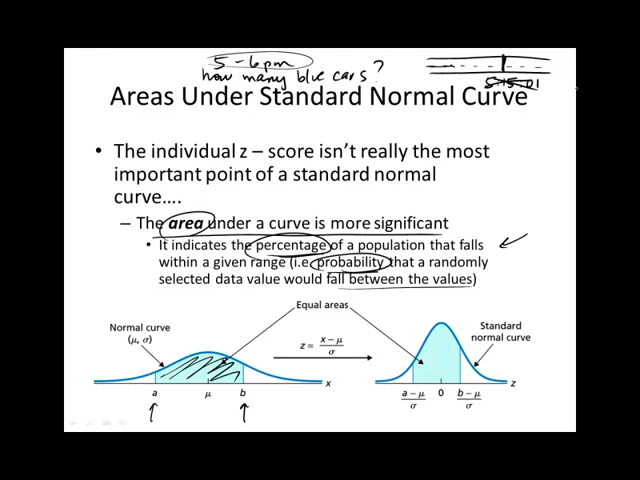 5-6pm
how many blue cars?
5:15:01
Areas Under Standard Normal Curve
• The individual z – score isn't really the most
important point of a standard normal
curve….
– The area under a curve is more significant
• It indicates the percentage of a population that falls
within a given range (i.e. probability that a randomly
selected data value would fall between the values)
Equal areas
Normal curve
(μ, σ)
z = x − μ / σ
Standard
normal curve
a μ b x
a − μ / σ 0 b − μ / σ z